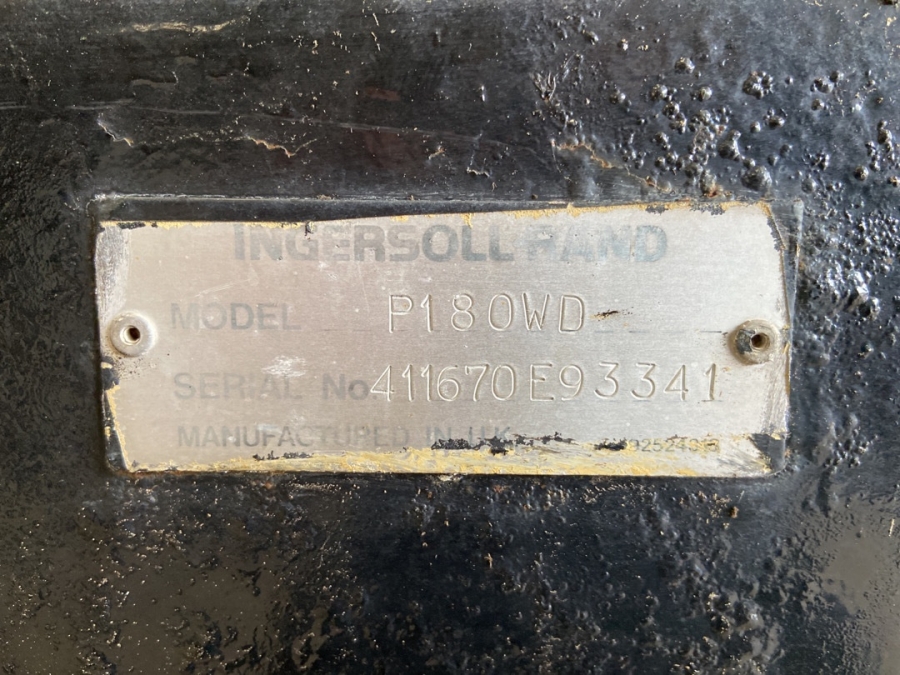 INGERSOLL RAND
MODEL P180WD
SERIAL No 411670E93341
MANUFACTURED IN U.K.